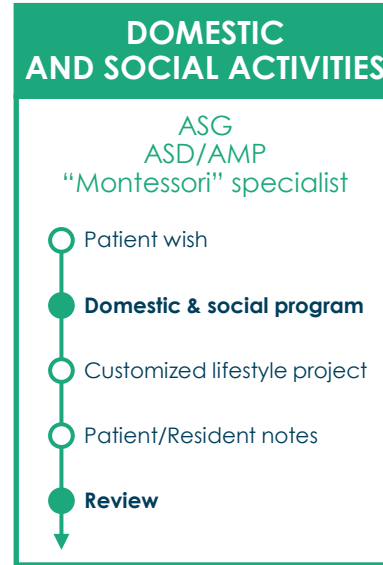 DOMESTIC
AND SOCIAL ACTIVITIES
ASG
ASD/AMP
“Montessori” specialist
Patient wish
Domestic & social program
Customized lifestyle project
Patient/Resident notes
Review